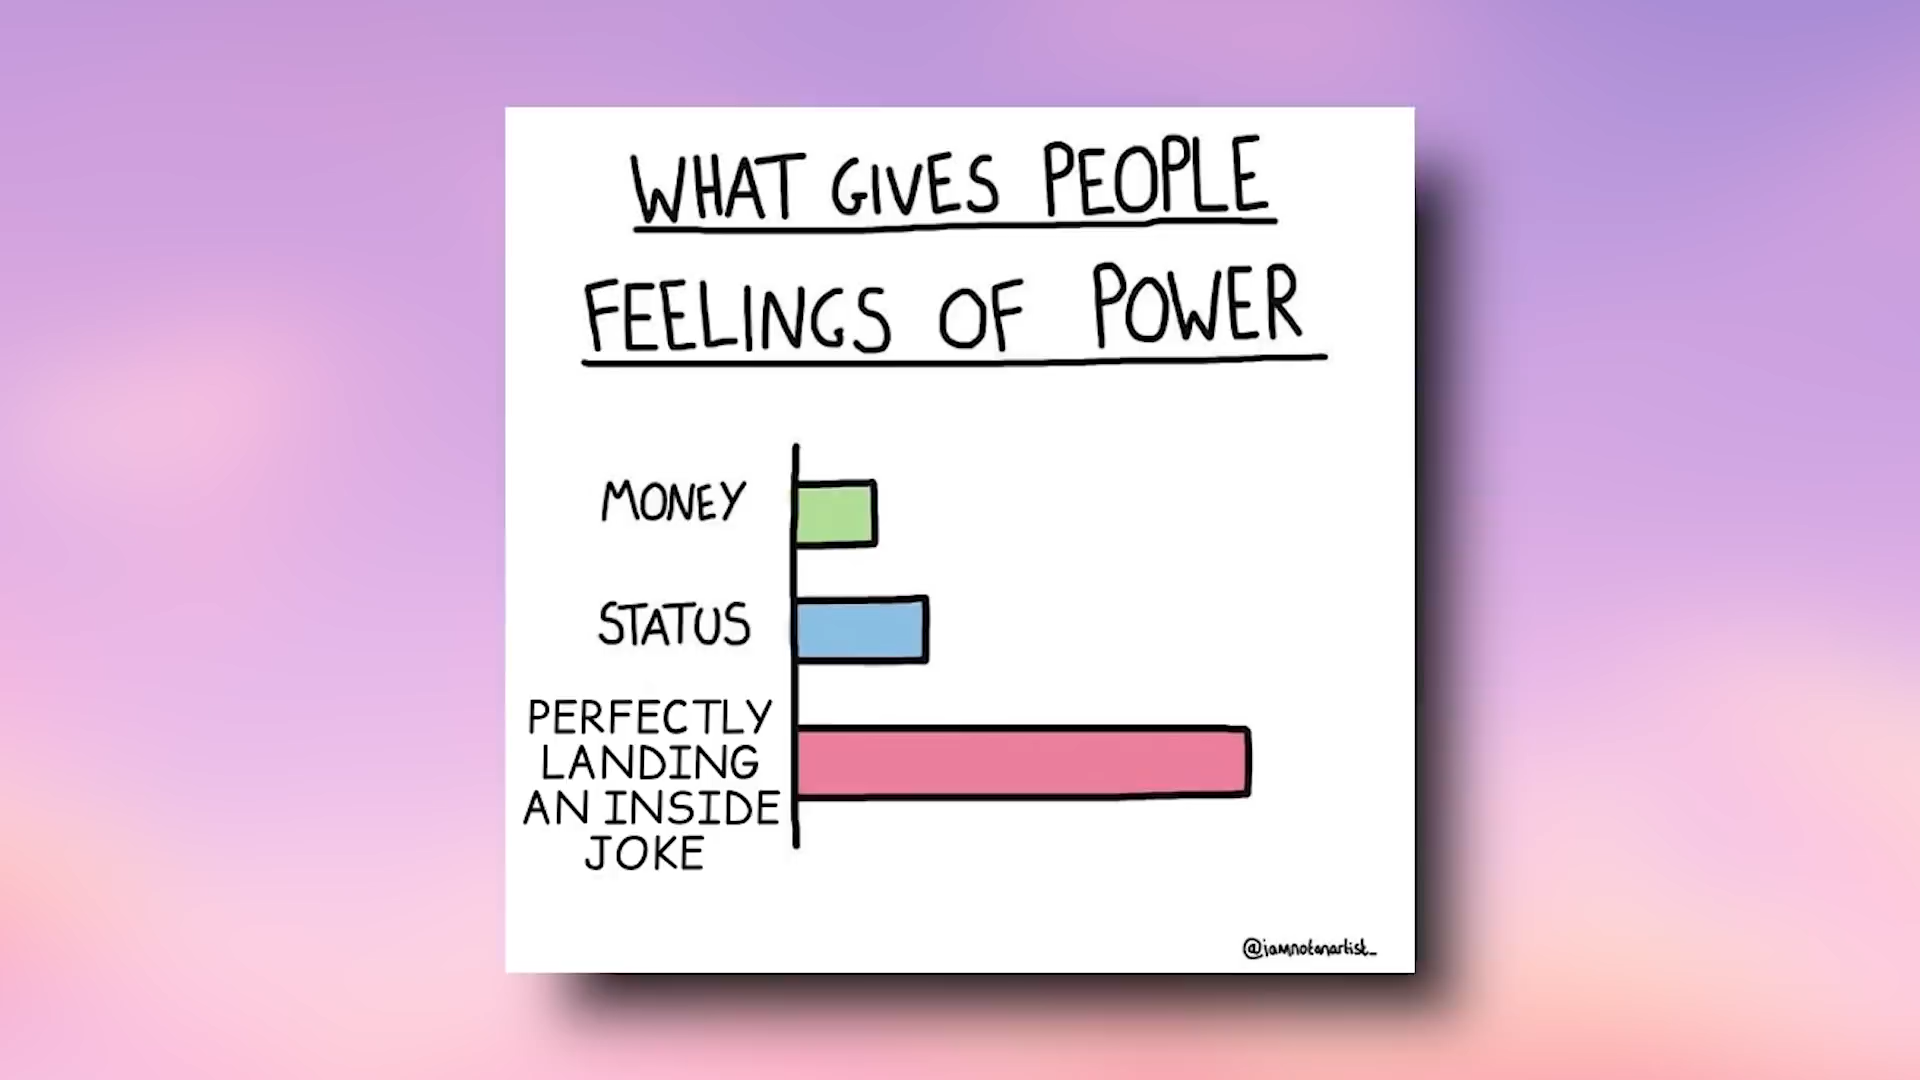 WHAT GIVES PEOPLE
FEELINGS OF POWER
MONEY
STATUS
PERFECTLY
LANDING
AN INSIDE
JOKE
@iamnotanartist_